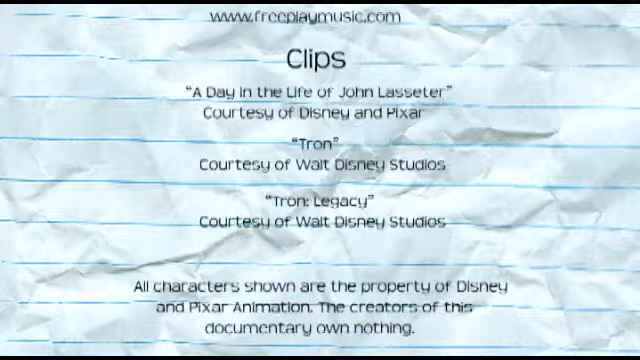 www.freeplaymusic.com
Clips
"A Day in the Life of John Lasseter"
Courtesy of Disney and Pixar
"Tron"
Courtesy of Walt Disney Studios
"Tron: Legacy"
Courtesy of Walt Disney Studios
All characters shown are the property of Disney
and Pixar Animation. The creators of this
documentary own nothing.